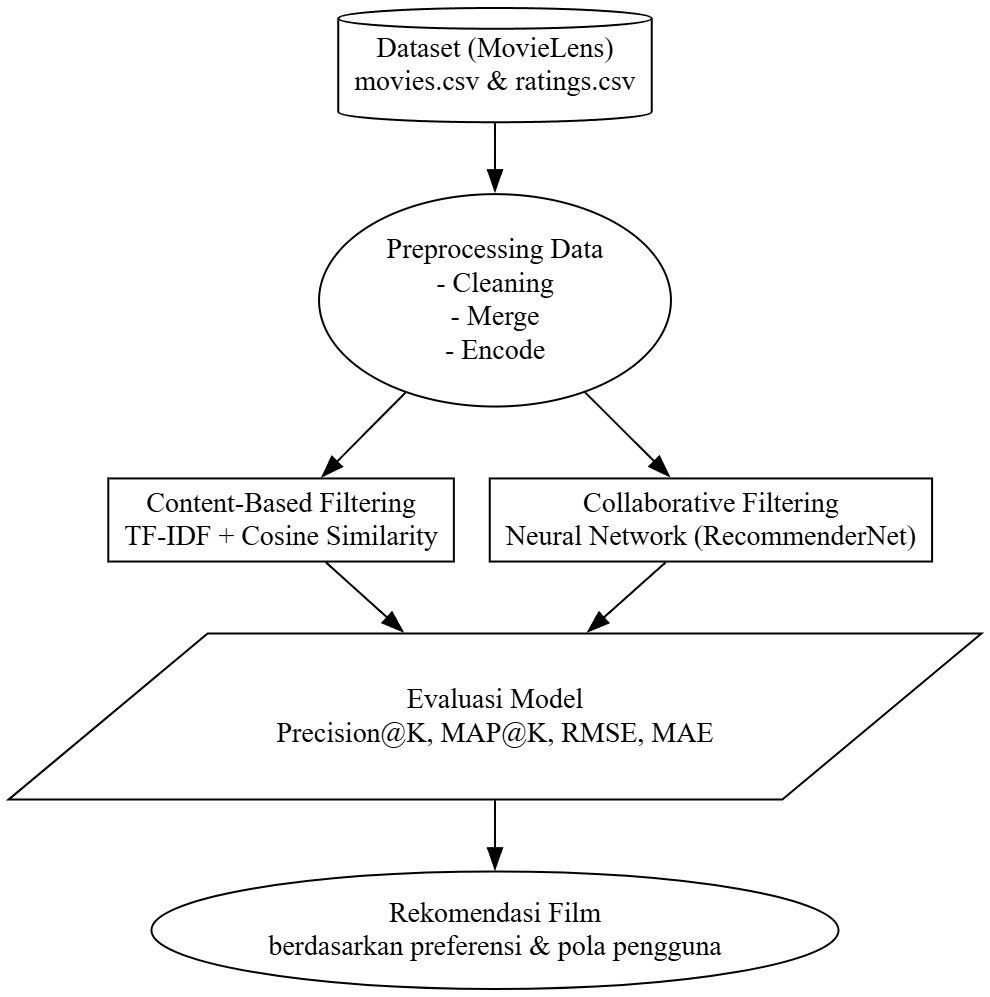 Dataset (MovieLens)
movies.csv & ratings.csv
Preprocessing Data
- Cleaning
- Merge
- Encode
Content-Based Filtering
TF-IDF + Cosine Similarity
Collaborative Filtering
Neural Network (RecommenderNet)
Evaluasi Model
Precision@K, MAP@K, RMSE, MAE
Rekomendasi Film
berdasarkan preferensi & pola pengguna